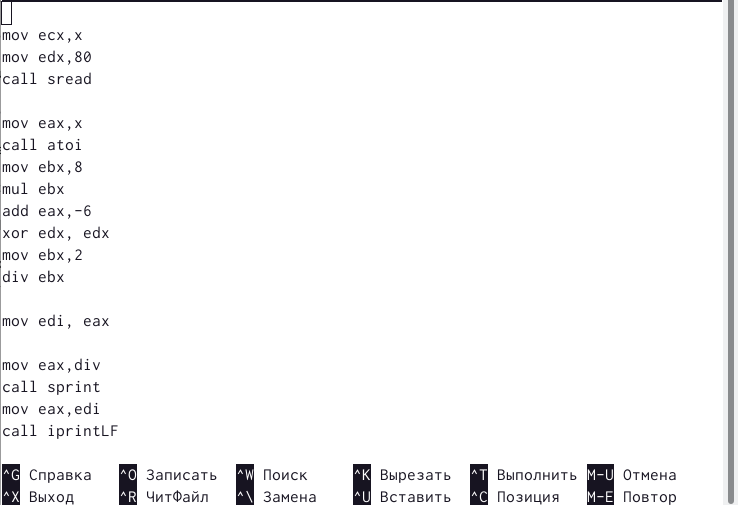 mov ecx,x
mov edx,80
call sread
mov eax,x
call atoi
mov ebx,8
mul ebx
add eax,-6
xor edx, edx
mov ebx,2
div ebx
mov edi, eax
mov eax,div
call sprint
mov eax,edi
call iprintLF
^G Справка ^O Записать ^W Поиск ^K Вырезать ^T Выполнить M-U Отмена
^X Выход ^R ЧитФайл ^\ Замена ^U Вставить ^C Позиция M-E Повтор